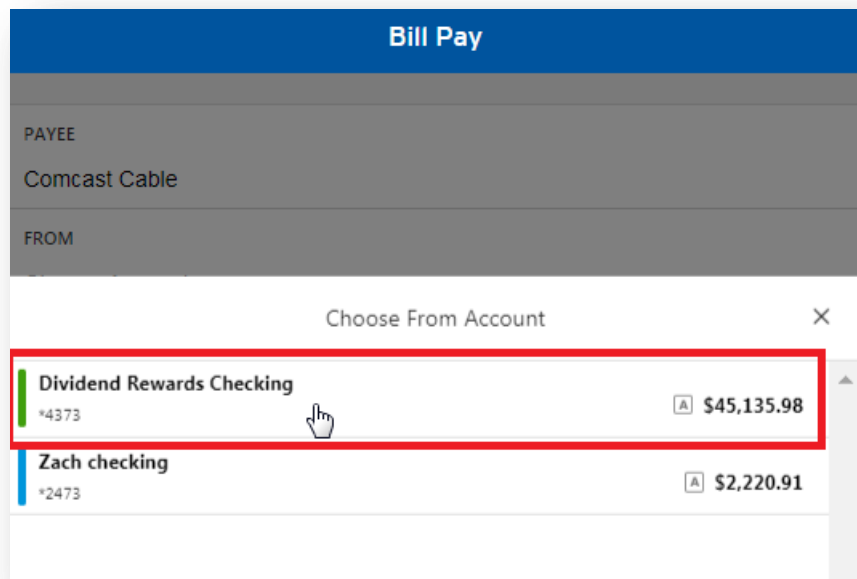 Bill Pay
PAYEE
Comcast Cable
FROM
Choose From Account
Dividend Rewards Checking
*4373
A $45,135.98
Zach checking
*2473
A $2,220.91